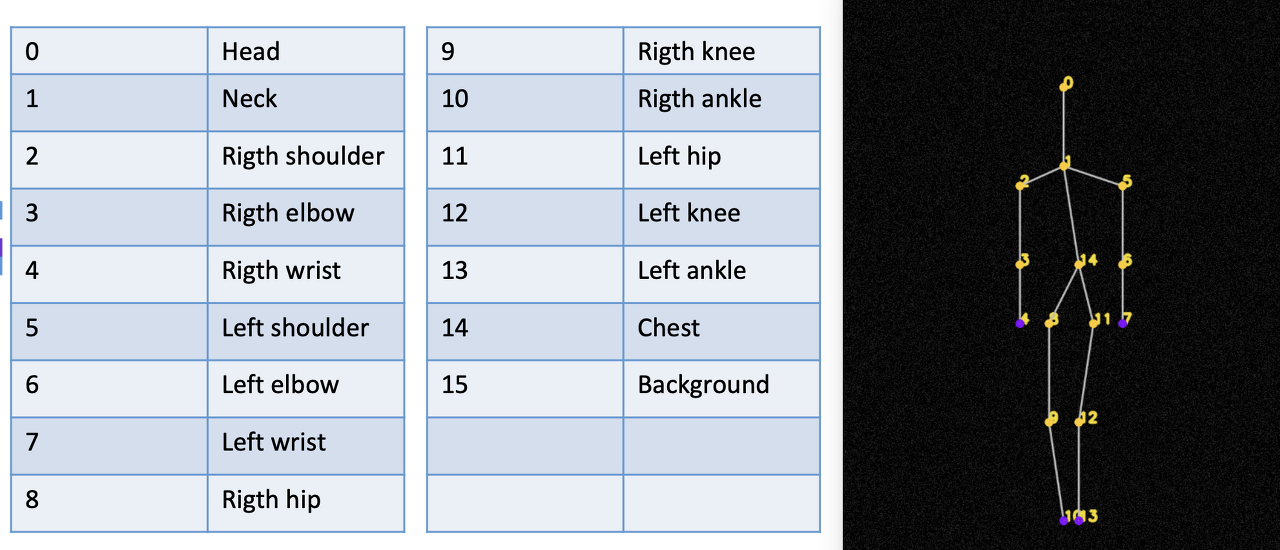 0 Head
1 Neck
2 Rigth shoulder
3 Rigth elbow
4 Rigth wrist
5 Left shoulder
6 Left elbow
7 Left wrist
8 Rigth hip
9 Rigth knee
10 Rigth ankle
11 Left hip
12 Left knee
13 Left ankle
14 Chest
15 Background
0
1
2
5
3
14
6
4
8
11
7
9
12
10
13